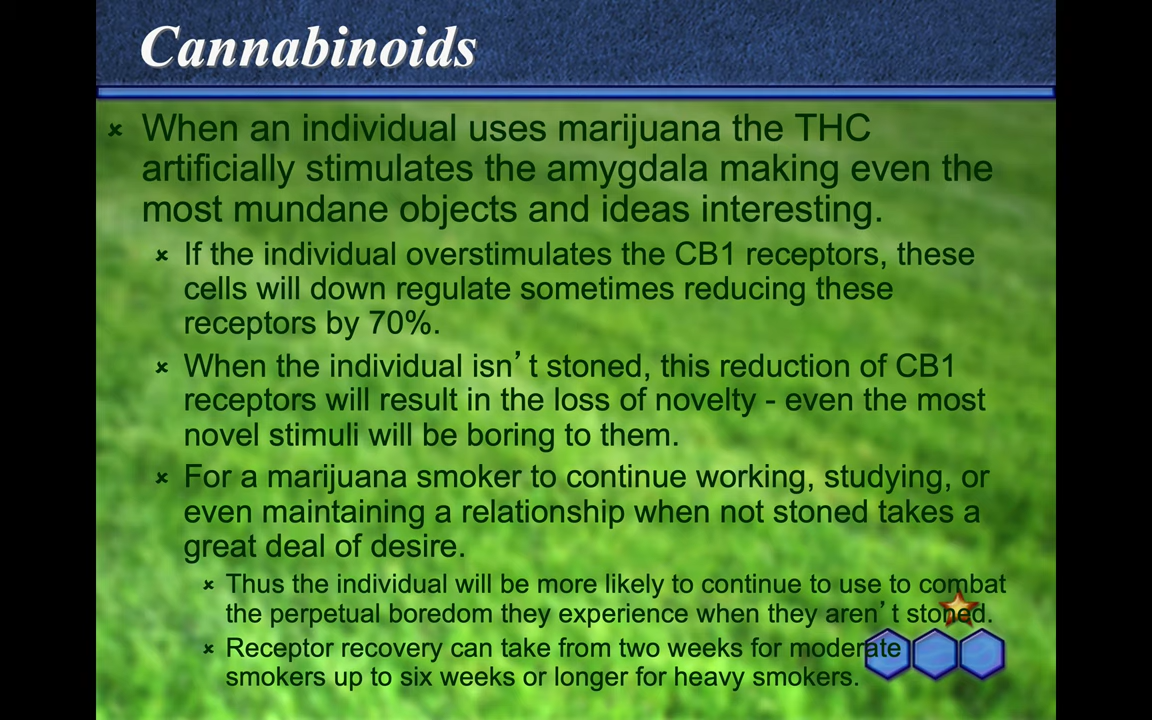 Cannabinoids
When an individual uses marijuana the THC
artificially stimulates the amygdala making even the
most mundane objects and ideas interesting.
If the individual overstimulates the CB1 receptors, these
cells will down regulate sometimes reducing these
receptors by 70%.
When the individual isn’t stoned, this reduction of CB1
receptors will result in the loss of novelty - even the most
novel stimuli will be boring to them.
For a marijuana smoker to continue working, studying, or
even maintaining a relationship when not stoned takes a
great deal of desire.
Thus the individual will be more likely to continue to use to combat
the perpetual boredom they experience when they aren’t stoned.
Receptor recovery can take from two weeks for moderate
smokers up to six weeks or longer for heavy smokers.